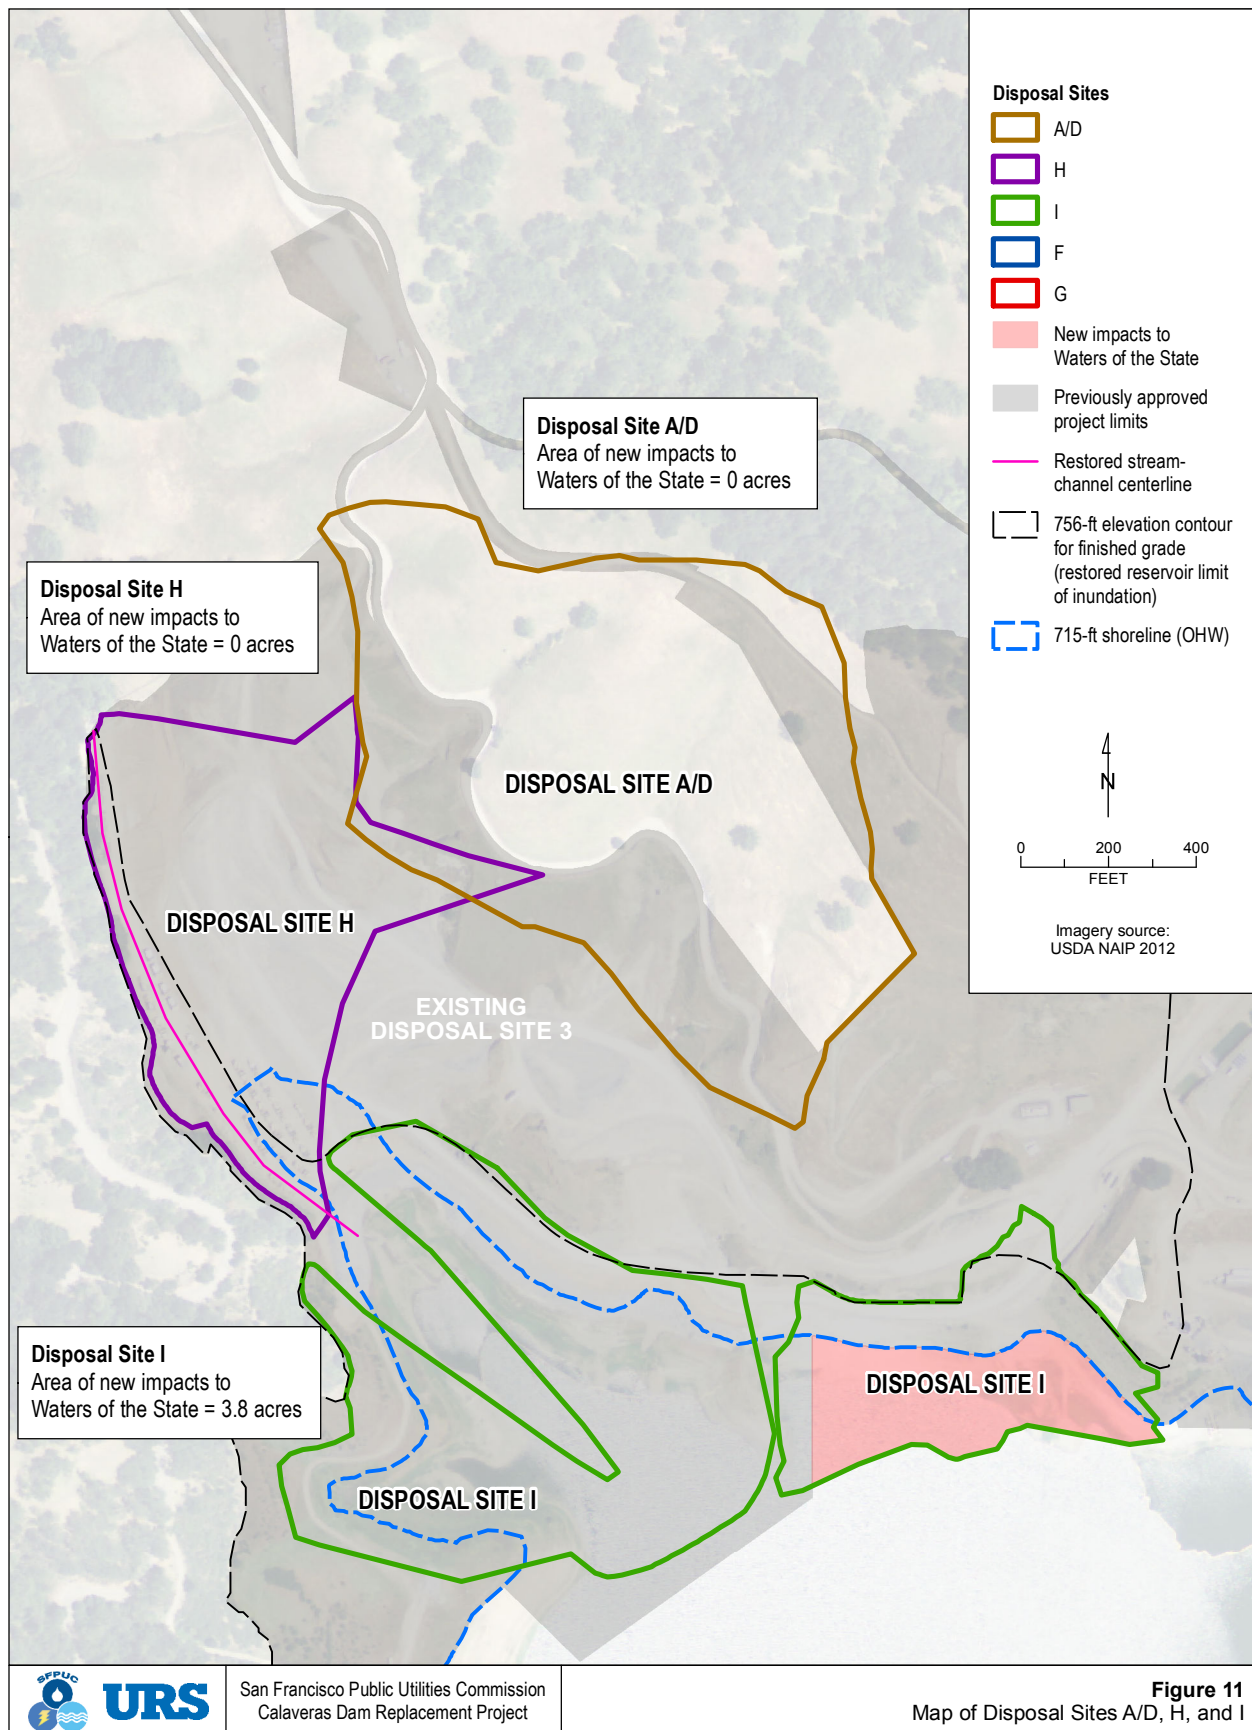 Disposal Sites
A/D
H
I
F
G
New impacts to
Waters of the State
Previously approved
project limits
Restored stream-
channel centerline
756-ft elevation contour
for finished grade
(restored reservoir limit
of inundation)
715-ft shoreline (OHW)
N
0 200 400
FEET
Imagery source:
USDA NAIP 2012
Disposal Site A/D
Area of new impacts to
Waters of the State = 0 acres
Disposal Site H
Area of new impacts to
Waters of the State = 0 acres
DISPOSAL SITE A/D
DISPOSAL SITE H
EXISTING
DISPOSAL SITE 3
Disposal Site I
Area of new impacts to
Waters of the State = 3.8 acres
DISPOSAL SITE I
DISPOSAL SITE I
SFPUC
URS
San Francisco Public Utilities Commission
Calaveras Dam Replacement Project
Figure 11
Map of Disposal Sites A/D, H, and I